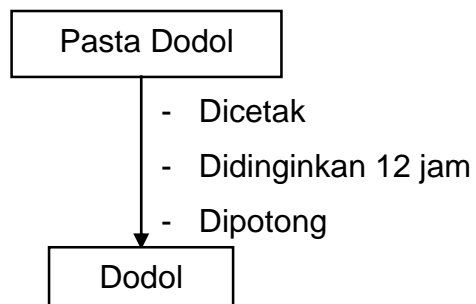 Pasta Dodol
- Dicetak
- Didinginkan 12 jam
- Dipotong
Dodol